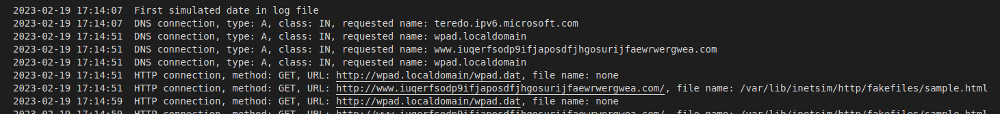 2023-02-19 17:14:07  First simulated date in log file
2023-02-19 17:14:07  DNS connection, type: A, class: IN, requested name: teredo.ipv6.microsoft.com
2023-02-19 17:14:51  DNS connection, type: A, class: IN, requested name: wpad.localdomain
2023-02-19 17:14:51  DNS connection, type: A, class: IN, requested name: www.iuqerfsodp9ifjaposdfjhgosurijfaewrwergwea.com
2023-02-19 17:14:51  DNS connection, type: A, class: IN, requested name: wpad.localdomain
2023-02-19 17:14:51  HTTP connection, method: GET, URL: http://wpad.localdomain/wpad.dat, file name: none
2023-02-19 17:14:51  HTTP connection, method: GET, URL: http://www.iuqerfsodp9ifjaposdfjhgosurijfaewrwergwea.com/, file name: /var/lib/inetsim/http/fakefiles/sample.html
2023-02-19 17:14:59  HTTP connection, method: GET, URL: http://wpad.localdomain/wpad.dat, file name: none